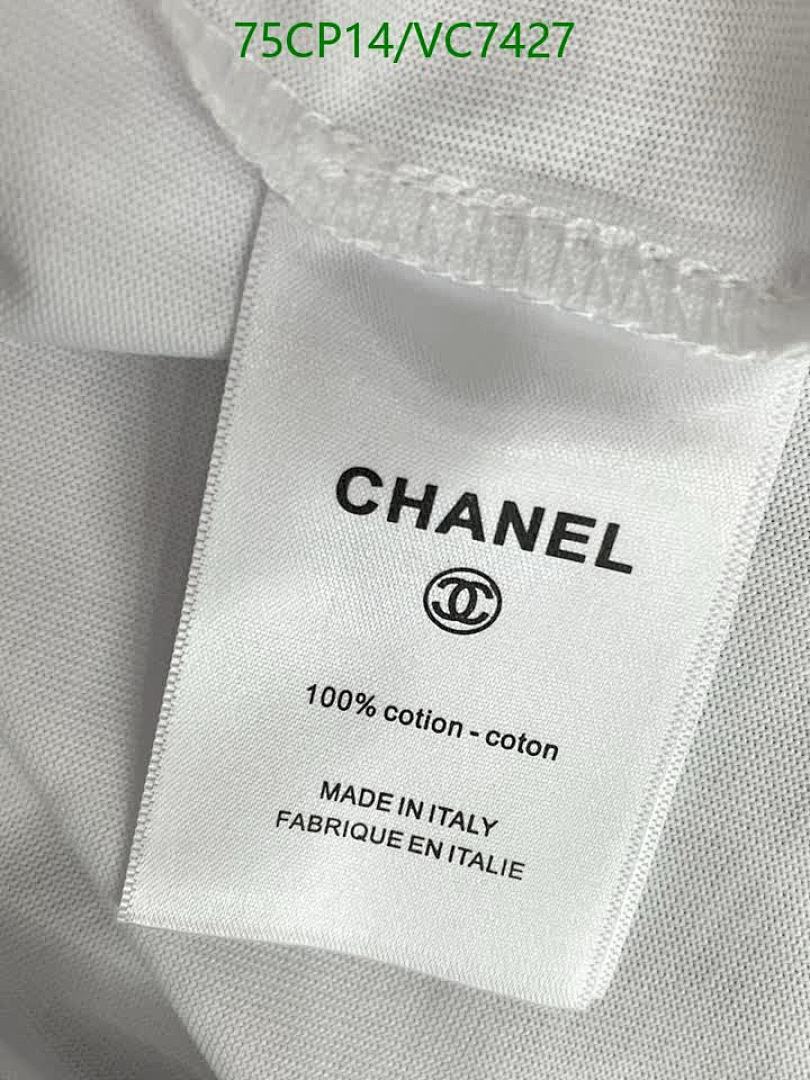 75CP14/VC7427
CHANEL
100% cotion - coton
MADE IN ITALY
FABRIQUE EN ITALIE